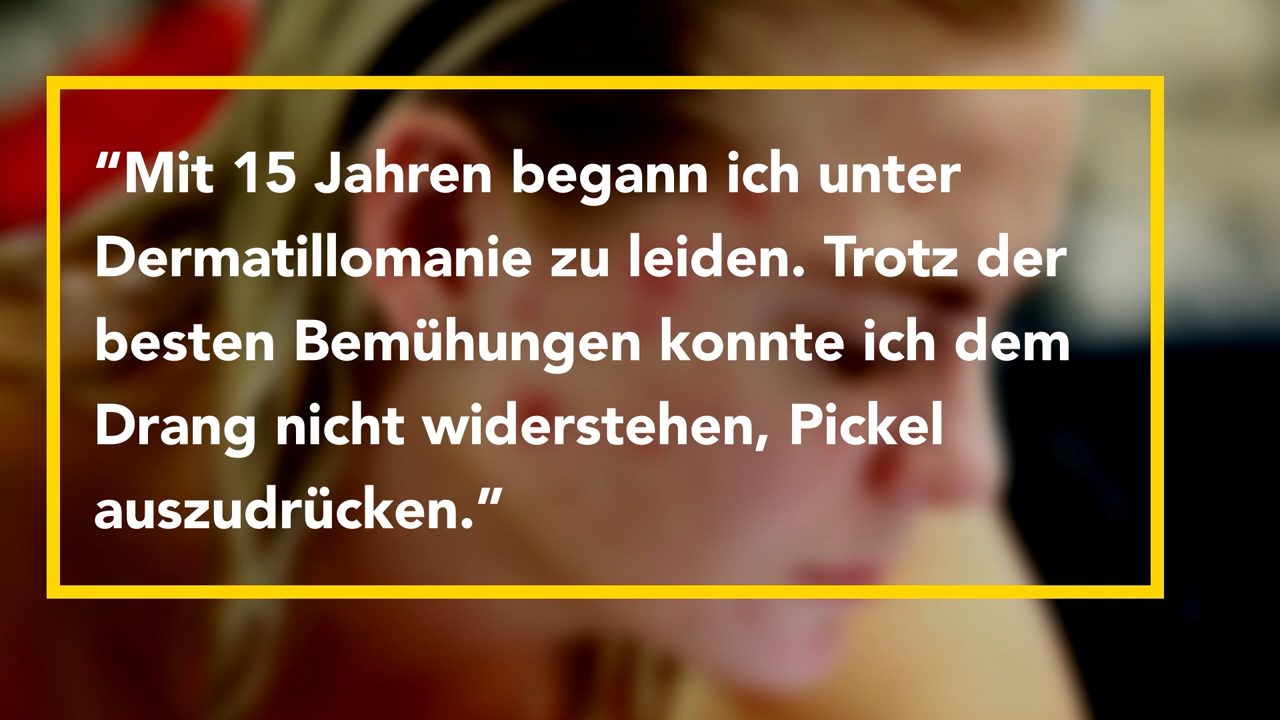 “Mit 15 Jahren begann ich unter
Dermatillomanie zu leiden. Trotz der
besten Bemühungen konnte ich dem
Drang nicht widerstehen, Pickel
auszudrücken.”